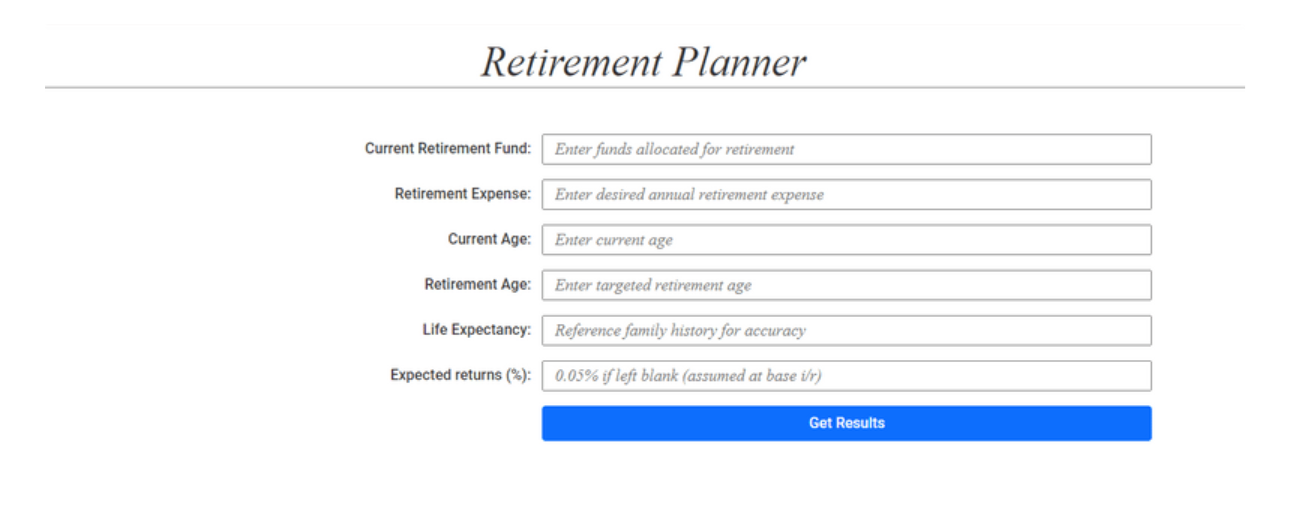 Retirement Planner
Current Retirement Fund: Enter funds allocated for retirement
Retirement Expense: Enter desired annual retirement expense
Current Age: Enter current age
Retirement Age: Enter targeted retirement age
Life Expectancy: Reference family history for accuracy
Expected returns (%): 0.05% if left blank (assumed at base i/r)
Get Results